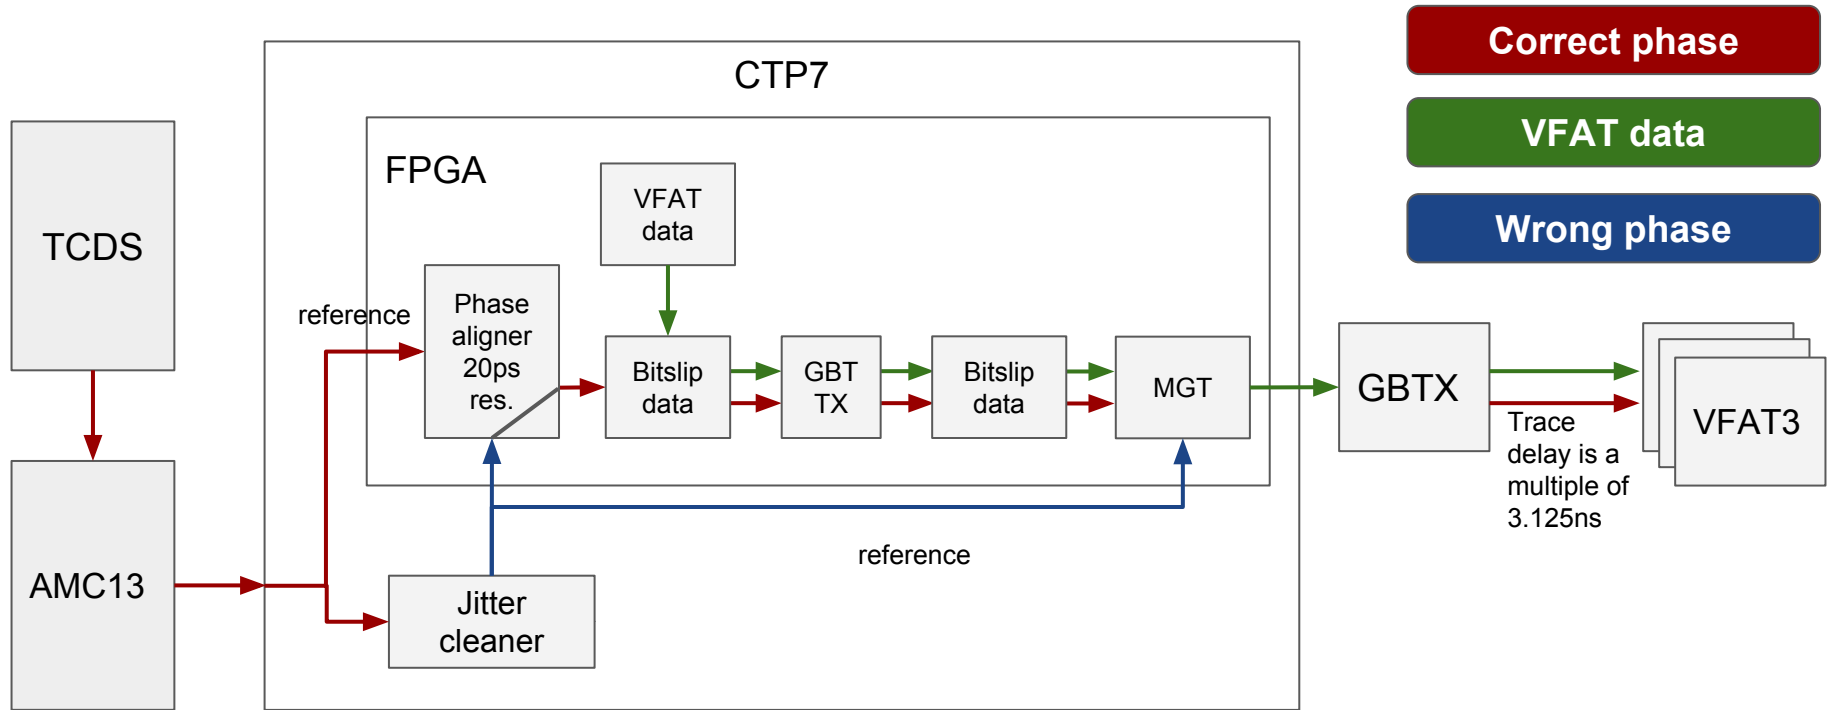 Correct phase
VFAT data
Wrong phase
CTP7
FPGA
TCDS
AMC13
reference
Phase
aligner
20ps
res.
VFAT
data
Bitslip
data
GBT
TX
Bitslip
data
MGT
GBTX
VFAT3
Trace
delay is a
multiple of
3.125ns
reference
Jitter
cleaner